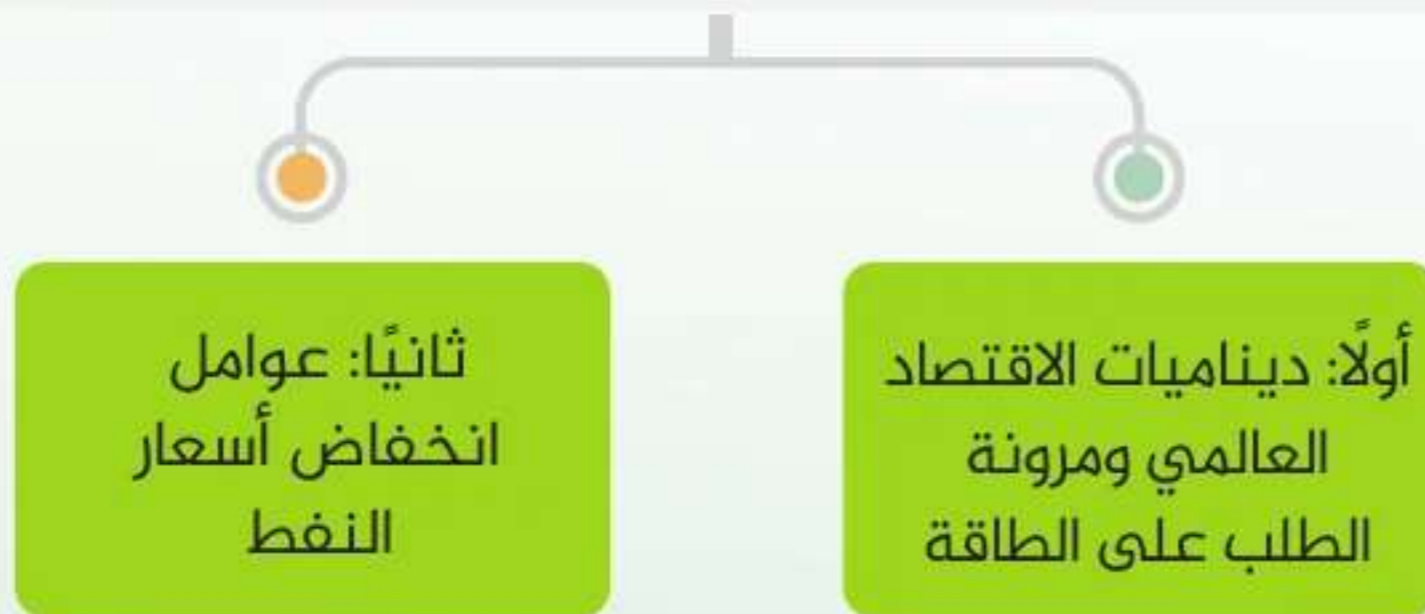 أولًا: ديناميات الاقتصاد
العالمي ومرونة
الطلب على الطاقة
ثانيًا: عوامل
انخفاض أسعار
النفط